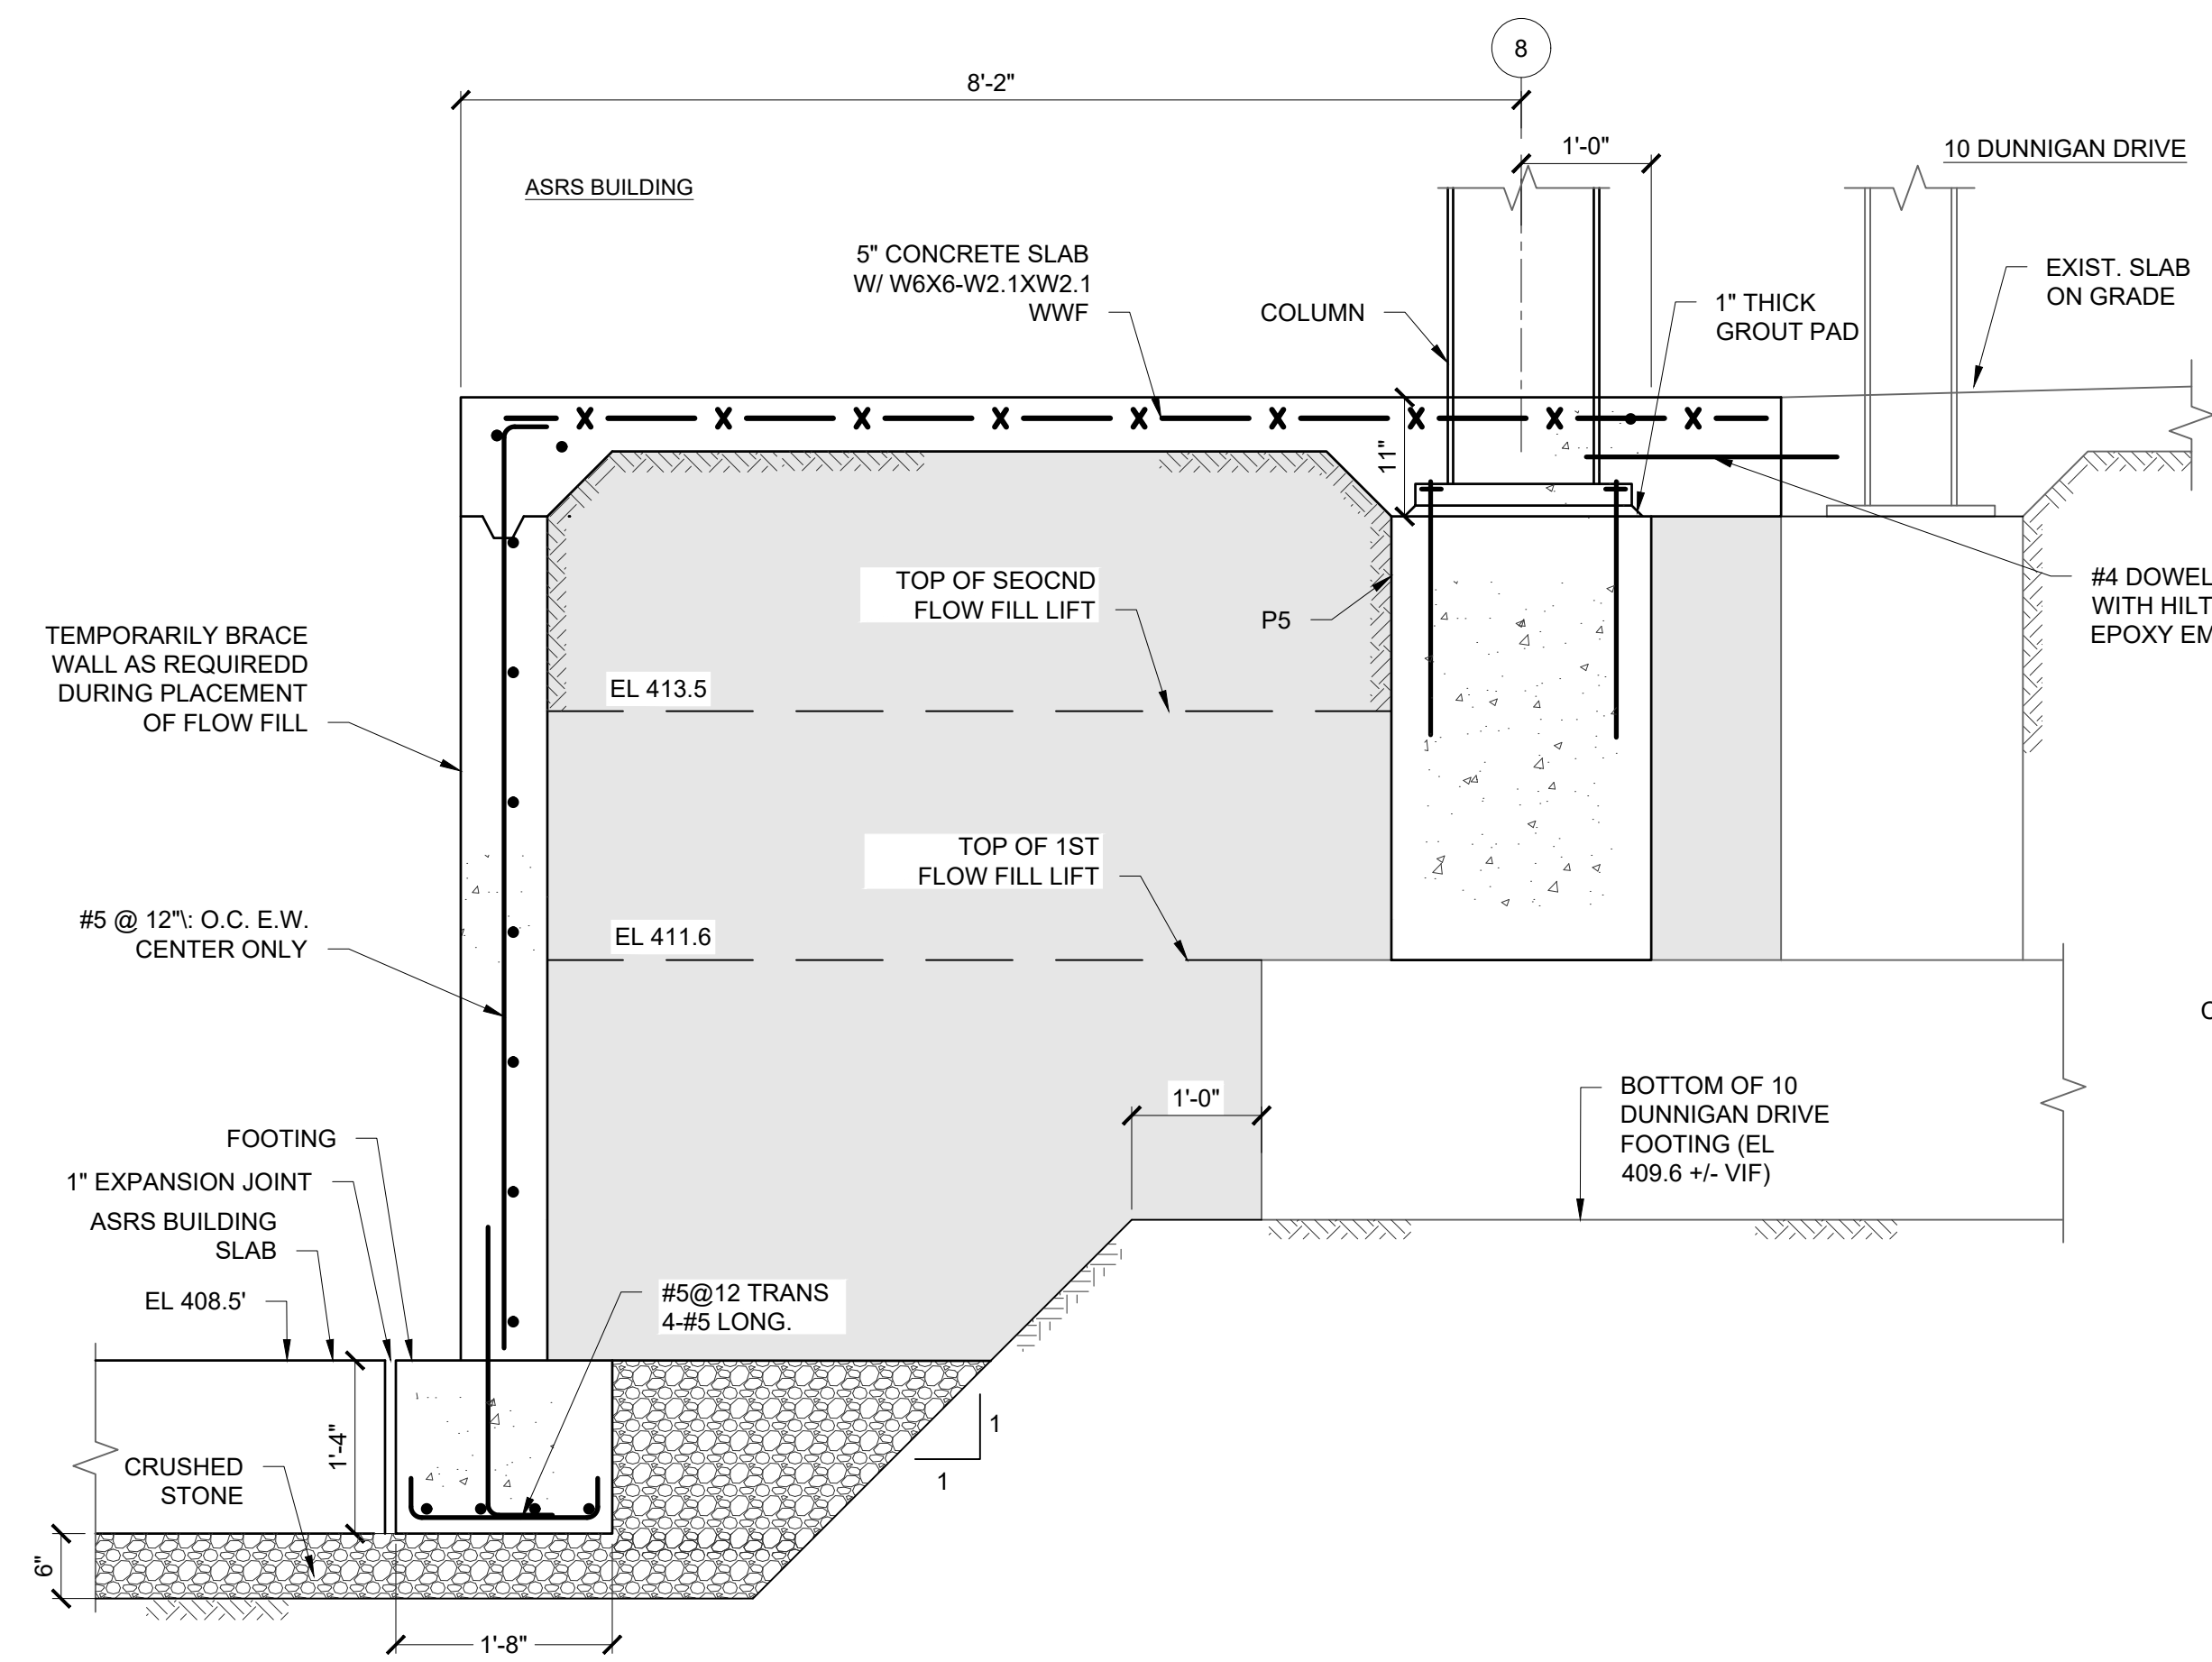 8
8'-2"
1'-0"
10 DUNNIGAN DRIVE
ASRS BUILDING
5" CONCRETE SLAB
W/ W6X6-W2.1XW2.1
WWF
COLUMN
1" THICK
GROUT PAD
EXIST. SLAB
ON GRADE
11"
TOP OF SEOCND
FLOW FILL LIFT
P5
#4 DOWEL
WITH HILT
EPOXY EM
TEMPORARILY BRACE
WALL AS REQUIREDD
DURING PLACEMENT
OF FLOW FILL
EL 413.5
TOP OF 1ST
FLOW FILL LIFT
#5 @ 12"\: O.C. E.W.
CENTER ONLY
EL 411.6
1'-0"
BOTTOM OF 10
DUNNIGAN DRIVE
FOOTING (EL
409.6 +/- VIF)
FOOTING
1" EXPANSION JOINT
ASRS BUILDING
SLAB
EL 408.5'
#5@12 TRANS
4-#5 LONG.
1'-4"
1
1
CRUSHED
STONE
6"
1'-8"